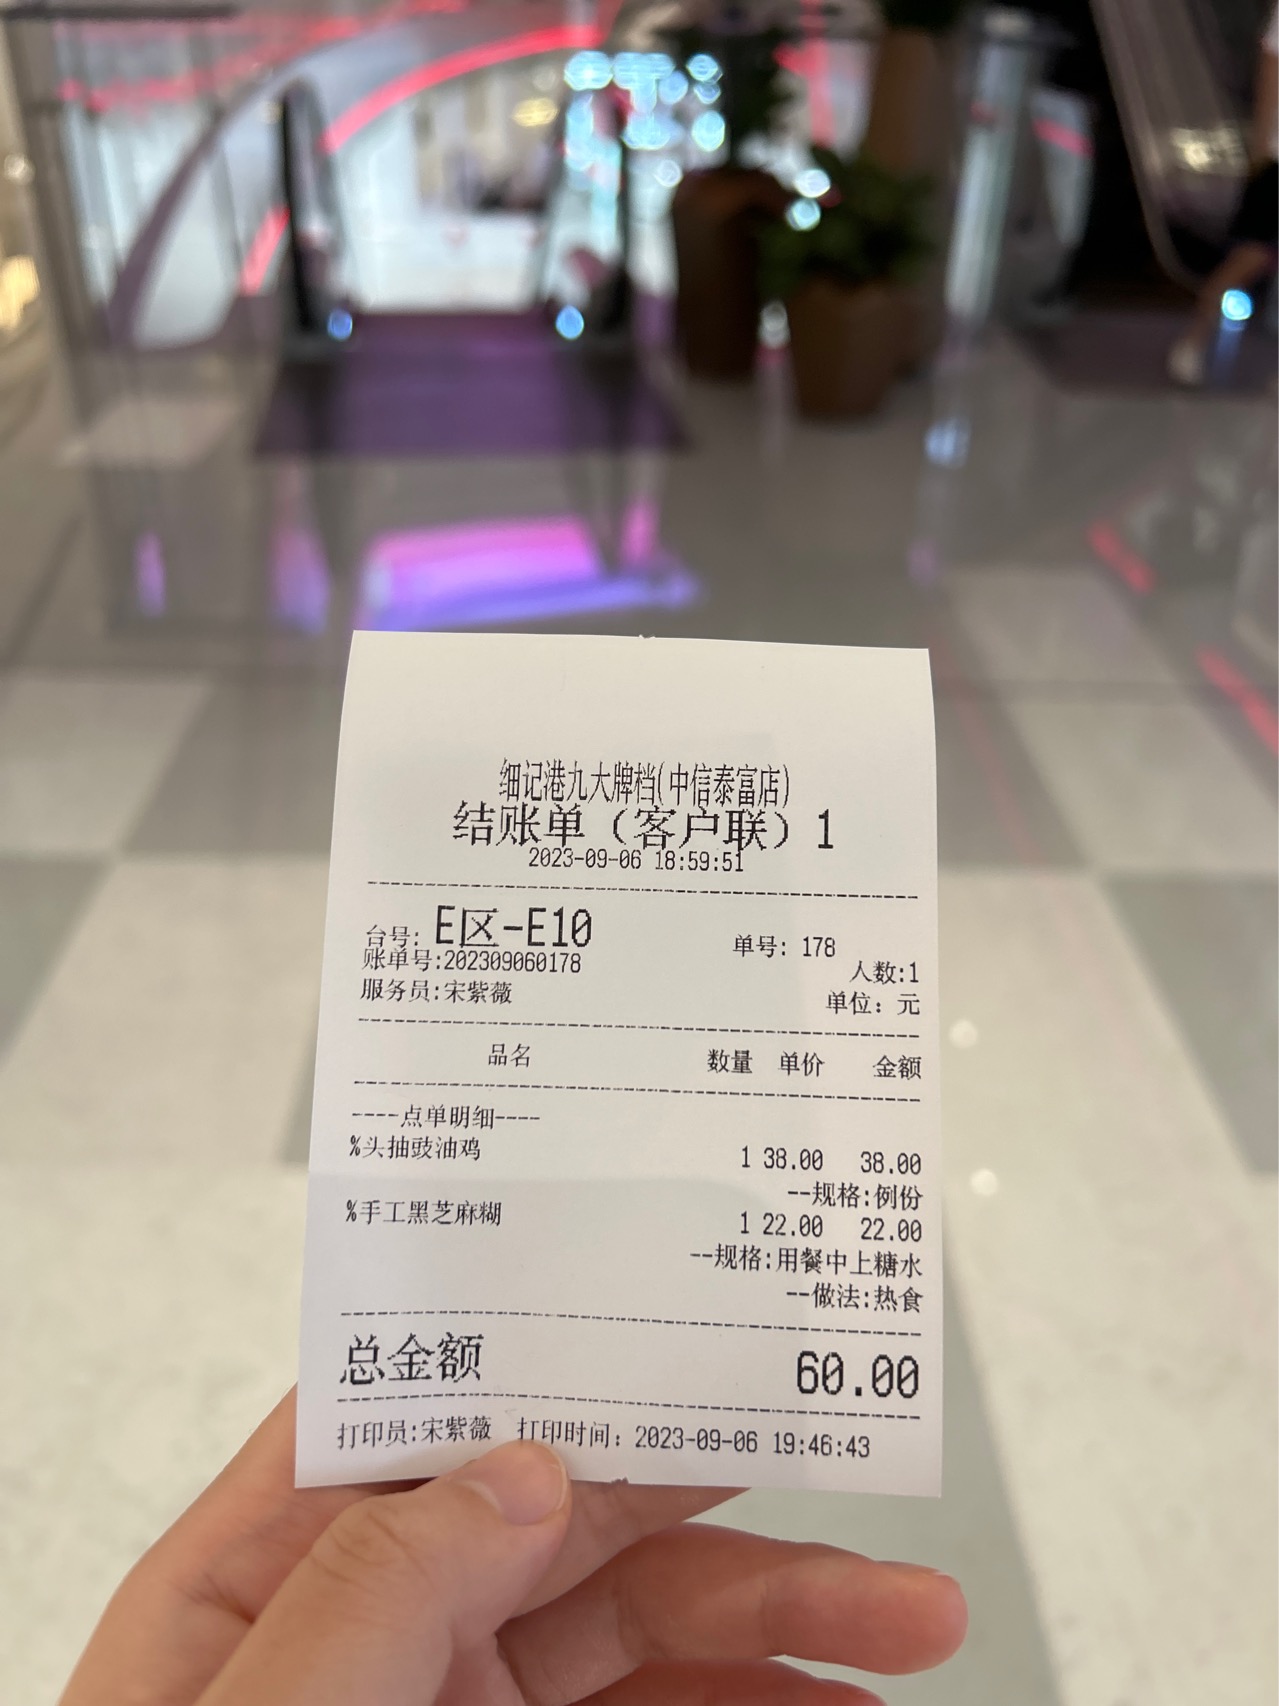 细记港九大牌档(中信泰富店)
结账单（客户联）1
2023-09-06 18:59:51
台号: E区-E10 单号: 178
账单号:202309060178 人数:1
服务员:宋紫薇 单位: 元
品名 数量 单价 金额
----点单明细----
%头抽豉油鸡 1 38.00 38.00
--规格:例份
%手工黑芝麻糊 1 22.00 22.00
--规格:用餐中上糖水
--做法:热食
总金额 60.00
打印员:宋紫薇 打印时间: 2023-09-06 19:46:43